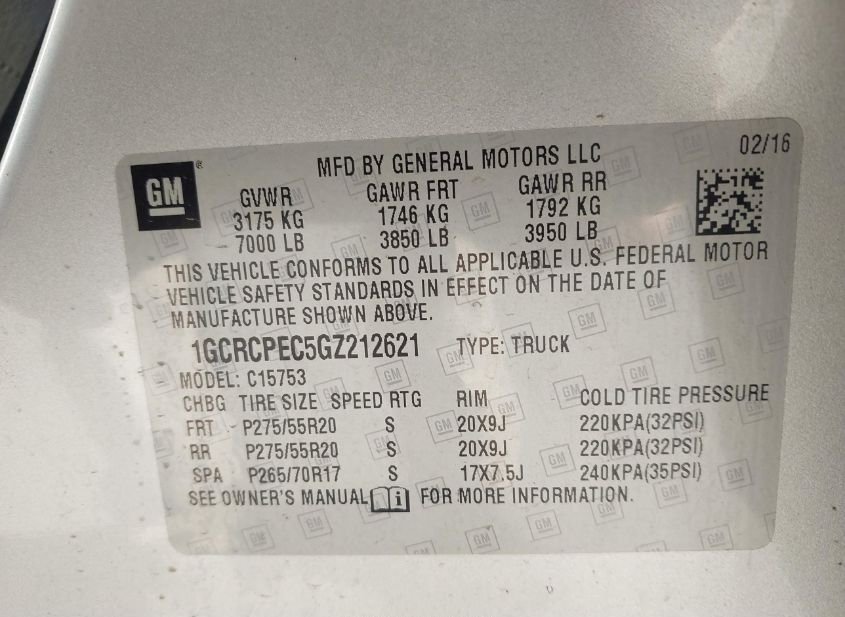 02/16
GM® MFD BY GENERAL MOTORS LLC
GVWR GAWR FRT GAWR RR
3175 KG 1746 KG 1792 KG
7000 LB 3850 LB 3950 LB
THIS VEHICLE CONFORMS TO ALL APPLICABLE U.S. FEDERAL MOTOR
VEHICLE SAFETY STANDARDS IN EFFECT ON THE DATE OF
MANUFACTURE SHOWN ABOVE.
1GCRCPEC5GZ212621 TYPE: TRUCK
MODEL: C15753
CHBG TIRE SIZE SPEED RTG RIM COLD TIRE PRESSURE
FRT P275/55R20 S 20X9J 220KPA(32PSI)
RR P275/55R20 S 20X9J 220KPA(32PSI)
SPA P265/70R17 S 17X7.5J 240KPA(35PSI)
SEE OWNER'S MANUAL i FOR MORE INFORMATION.